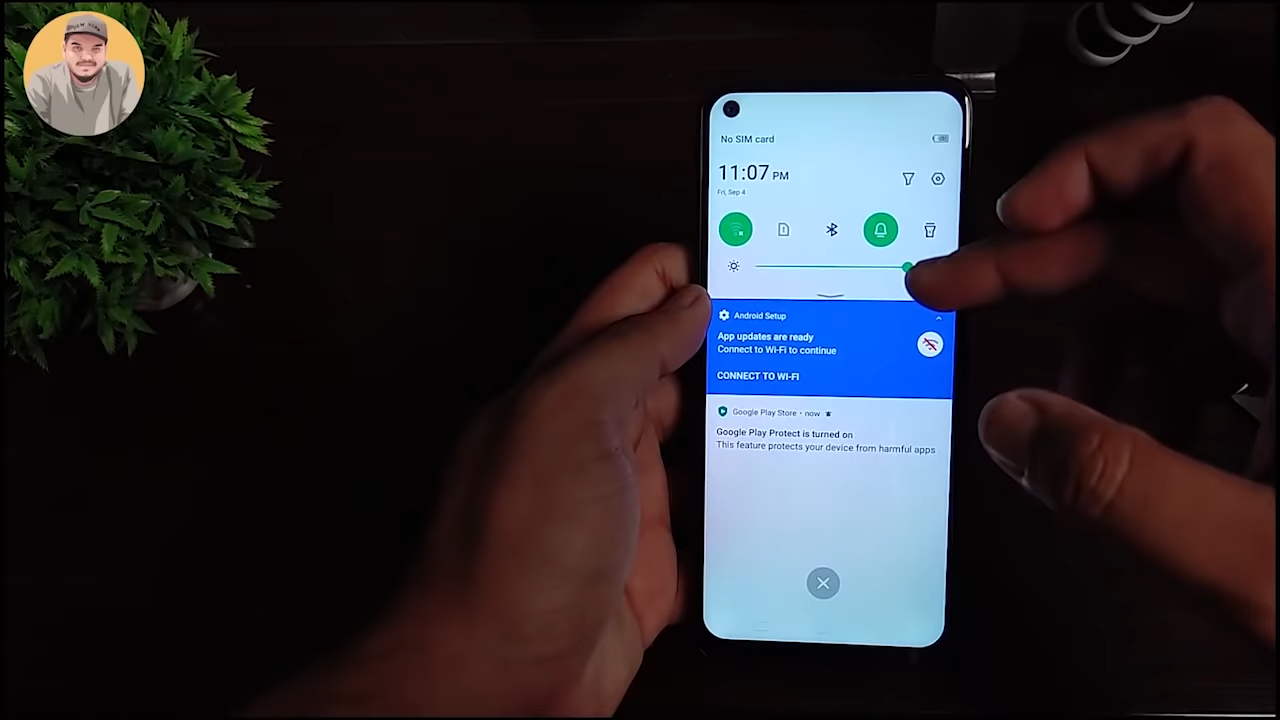 No SIM card
11:07 PM
Fri, Sep 4
Android Setup
App updates are ready
Connect to Wi-Fi to continue
CONNECT TO WI-FI
Google Play Store • now
Google Play Protect is turned on
This feature protects your device from harmful apps